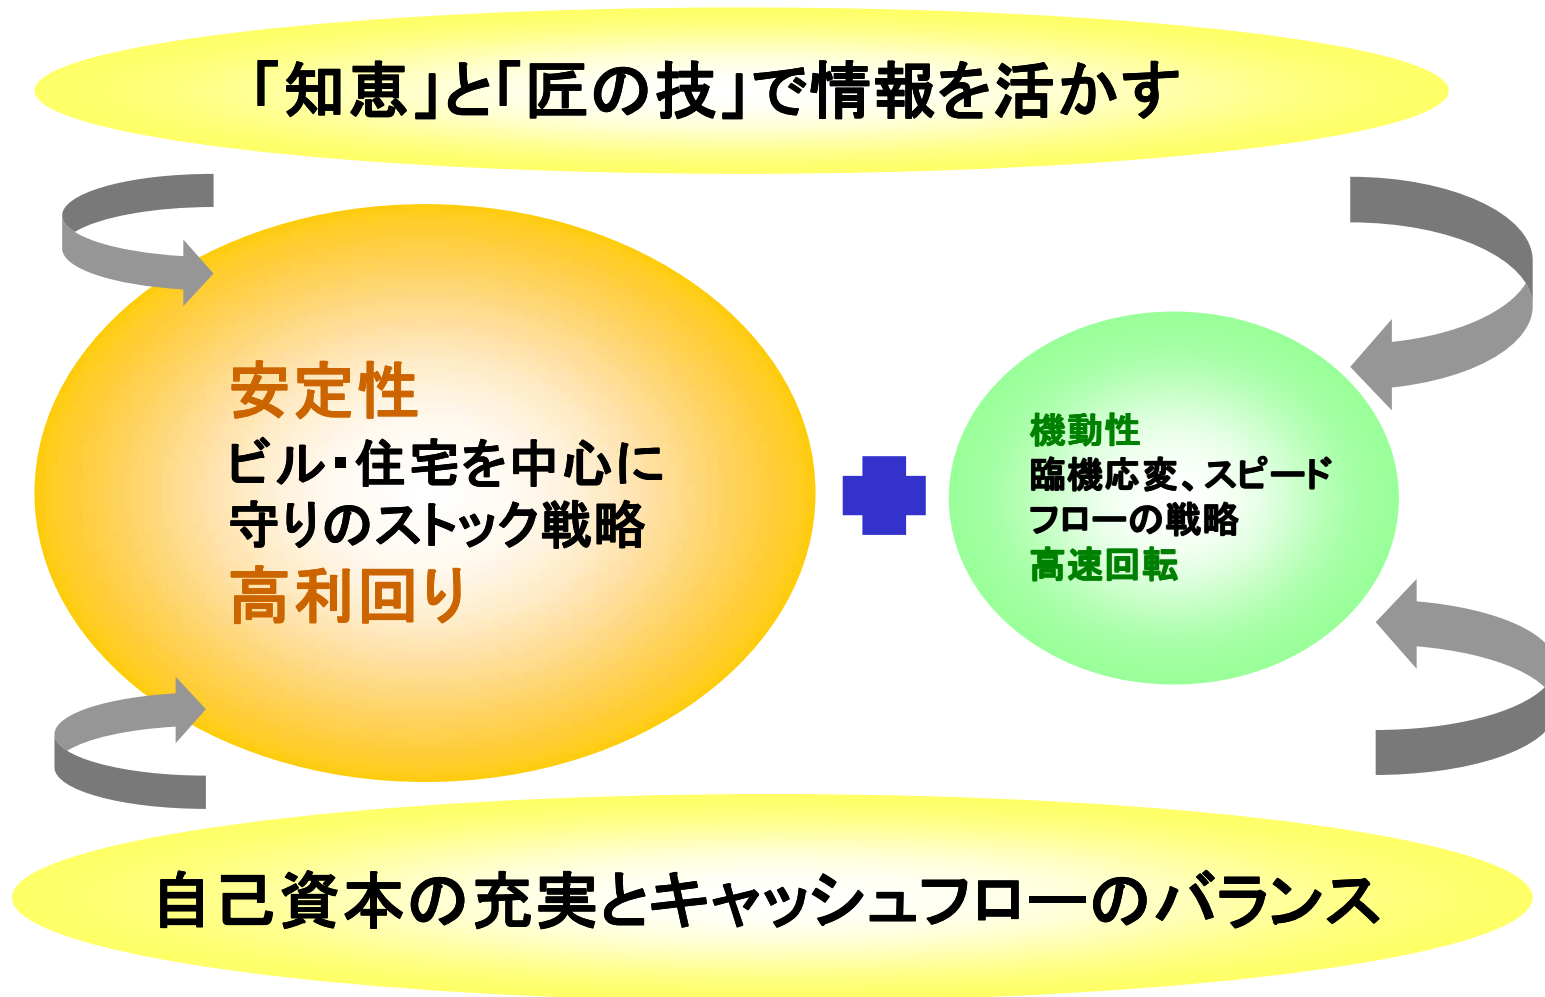 「知恵」と「匠の技」で情報を活かす
安定性
ビル・住宅を中心に
守りのストック戦略
高利回り
機動性
臨機応変、スピード
フローの戦略
高速回転
自己資本の充実とキャッシュフローのバランス